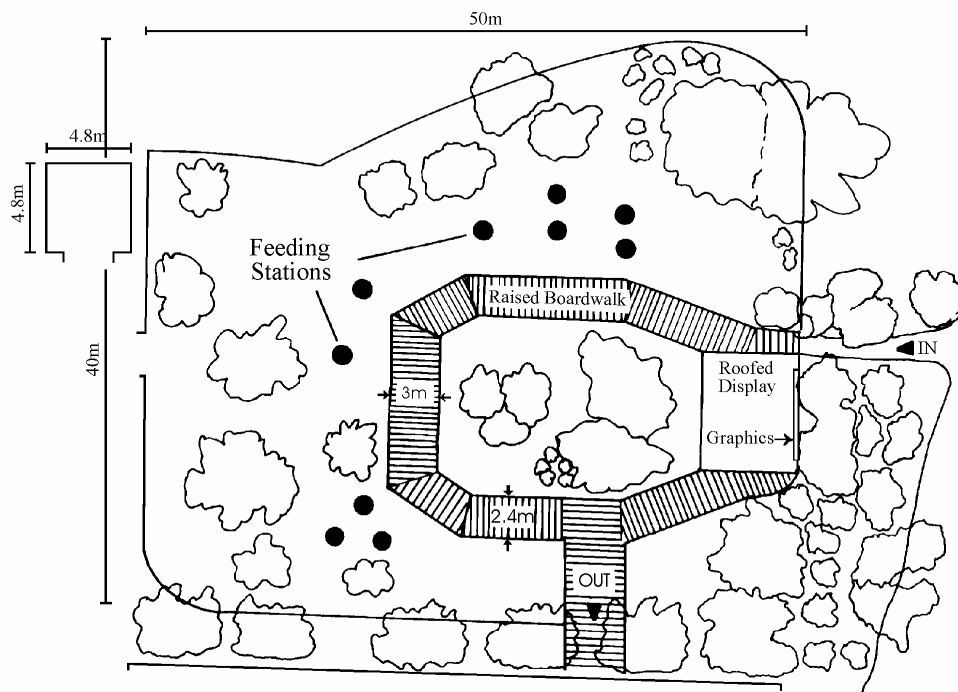 50m
4.8m
4.8m
Feeding
Stations
Raised Boardwalk
IN
40m
Roofed
Display
3m
Graphics
2.4m
OUT